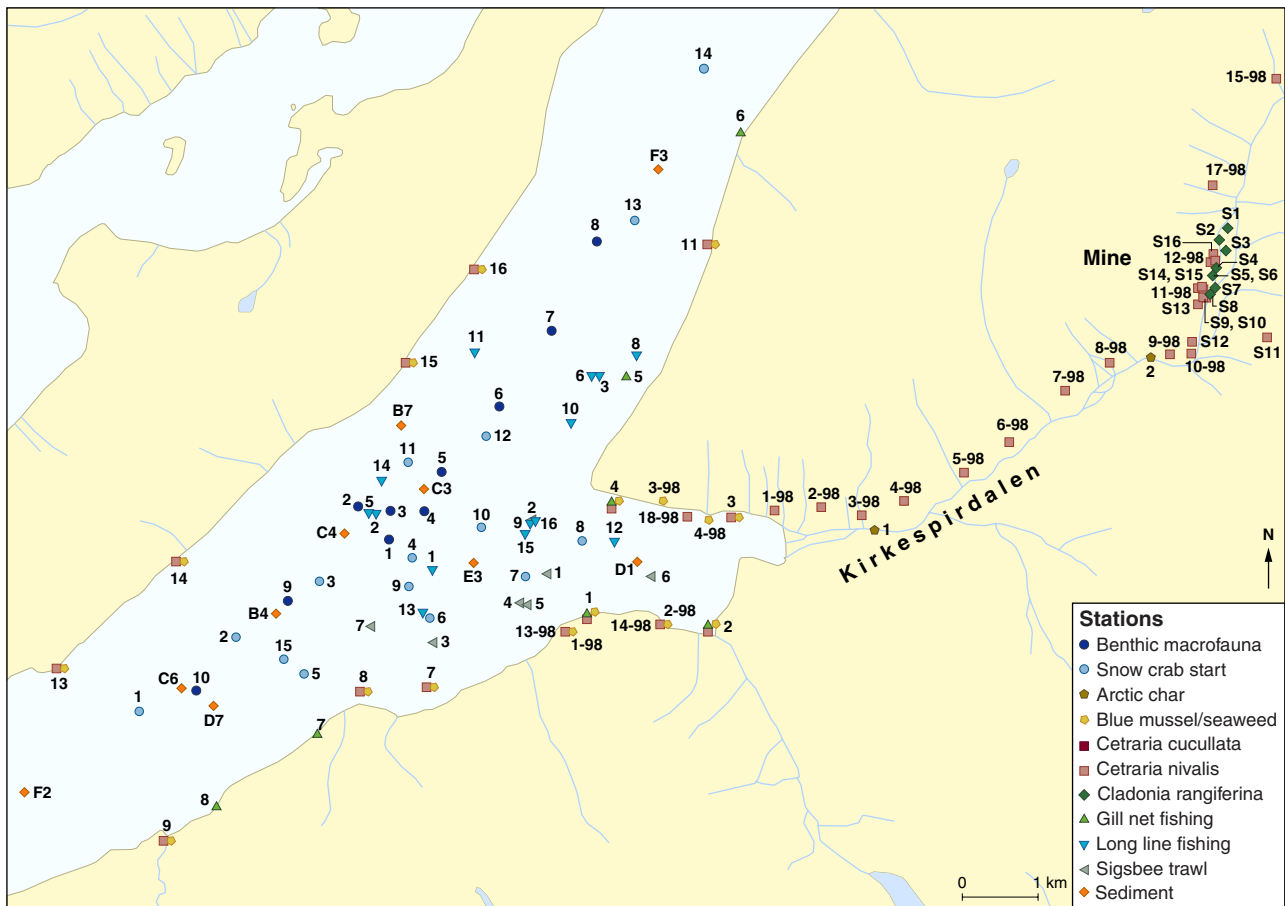 14
15-98
6
F3
17-98
13
8
S1
S2
S3
11
S16
12-98
S4
Mine
16
S14, S15
S5, S6
11-98
S7
S8
S13
7
S9, S10
11
8
15
8-98
9-98
S12
S11
10-98
2
6
3
5
7-98
6
10
B7
12
6-98
11
5
14
5-98
C3
4
3-98
3
1-98
2-98
3-98
4-98
2
5
3
4
2
9
16
15
10
8
12
18-98
4-98
1
C4
2
1
4
Kirkespirdalen
N
14
3
1
E3
7
1
D1
6
9
9
B4
4
5
1
2-98
13
6
2
7
3
13-98
1-98
14-98
2
15
5
13
C6
10
8
7
1
D7
7
F2
8
9
Stations
Benthic macrofauna
Snow crab start
Arctic char
Blue mussel/seaweed
Cetraria cucullata
Cetraria nivalis
Cladonia rangiferina
Gill net fishing
Long line fishing
Sigsbee trawl
Sediment
0
1 km